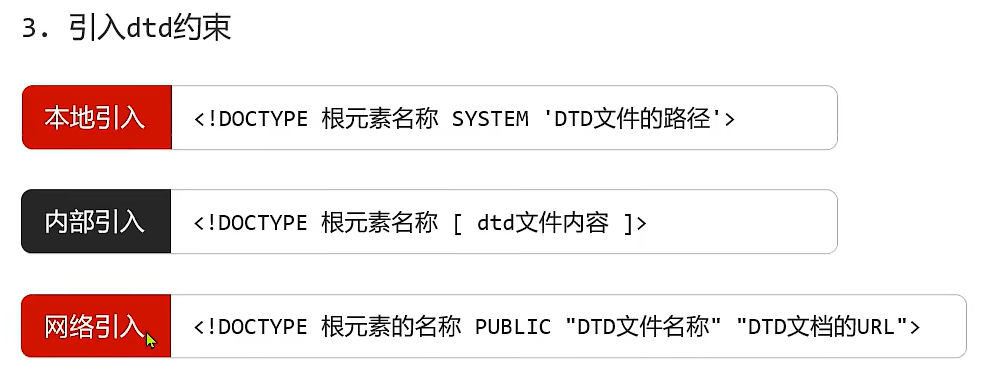 3. 引入dtd约束
本地引入 <!DOCTYPE 根元素名称 SYSTEM 'DTD文件的路径'>
内部引入 <!DOCTYPE 根元素名称 [ dtd文件内容 ]>
网络引入 <!DOCTYPE 根元素的名称 PUBLIC "DTD文件名称" "DTD文档的URL">